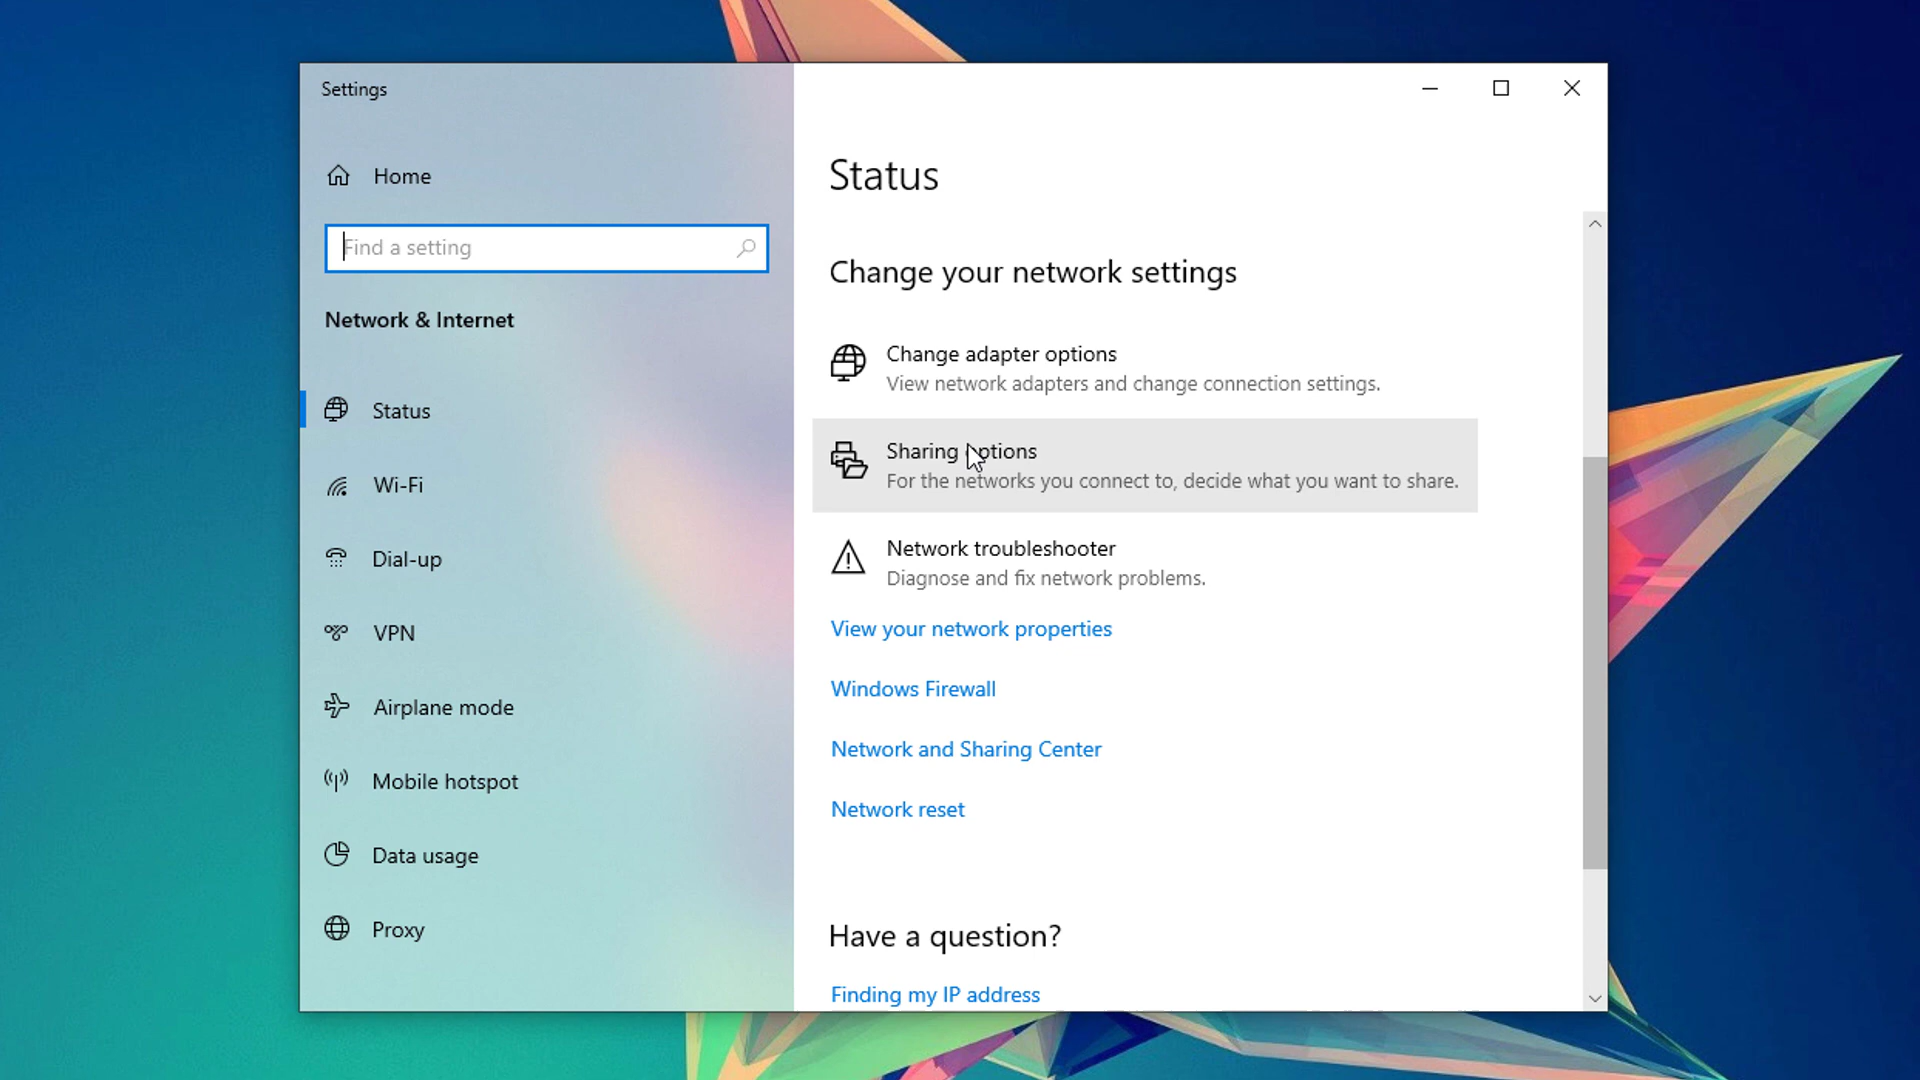 Settings
Home
Find a setting
Network & Internet
Status
Wi-Fi
Dial-up
VPN
Airplane mode
Mobile hotspot
Data usage
Proxy
Status
Change your network settings
Change adapter options
View network adapters and change connection settings.
Sharing options
For the networks you connect to, decide what you want to share.
Network troubleshooter
Diagnose and fix network problems.
View your network properties
Windows Firewall
Network and Sharing Center
Network reset
Have a question?
Finding my IP address